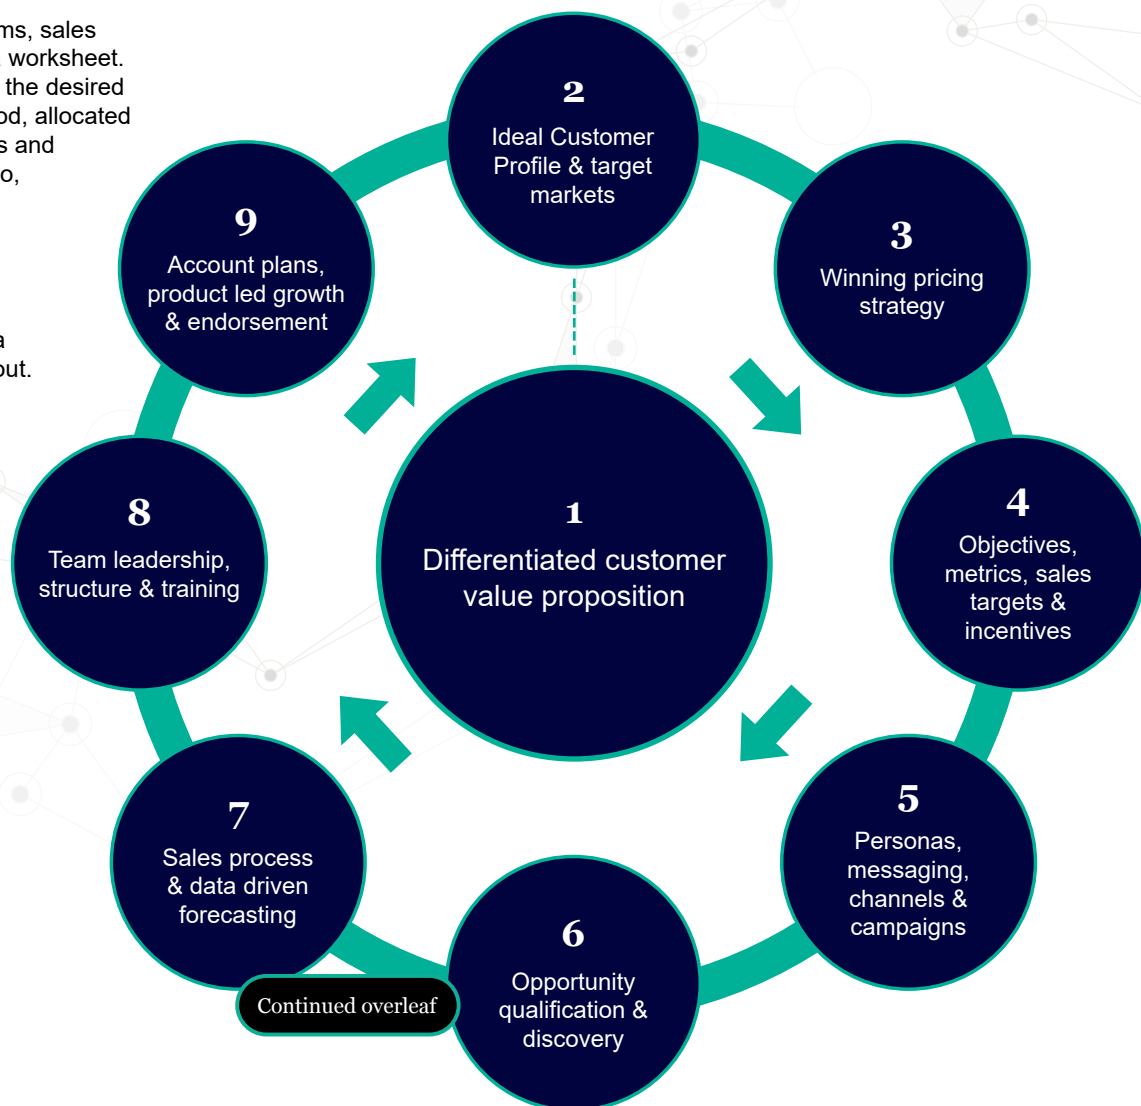 ms, sales
worksheet.
the desired
od, allocated
s and
o,
a
out.
2
Ideal Customer
Profile & target
markets
9
Account plans,
product led growth
& endorsement
3
Winning pricing
strategy
8
Team leadership,
structure & training
1
Differentiated customer
value proposition
4
Objectives,
metrics, sales
targets &
incentives
7
Sales process
& data driven
forecasting
5
Personas,
messaging,
channels &
campaigns
6
Opportunity
qualification &
discovery
Continued overleaf